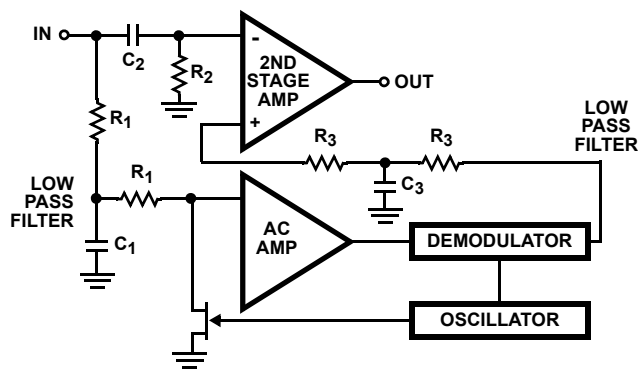 IN
C2
R2
-
2ND
STAGE
AMP
+
OUT
R1
R3
R3
LOW
PASS
FILTER
C3
LOW
PASS
FILTER
R1
C1
AC
AMP
DEMODULATOR
OSCILLATOR